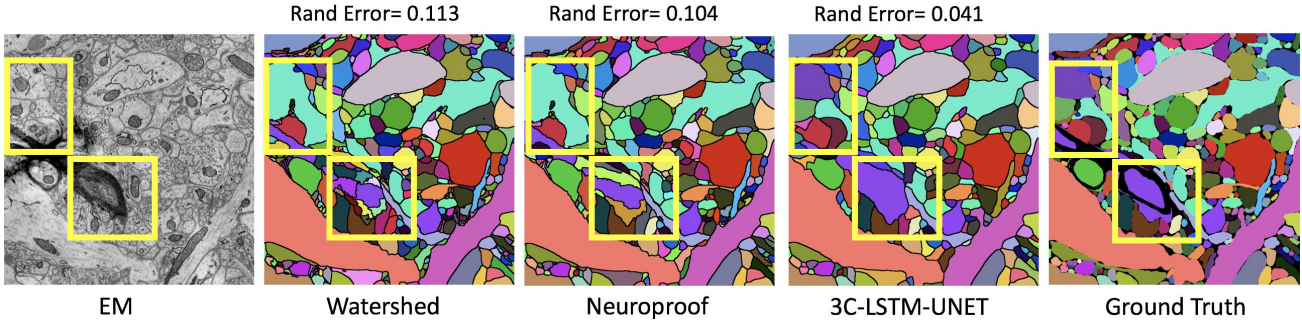 Rand Error= 0.113
Rand Error= 0.104
Rand Error= 0.041
EM
Watershed
Neuroproof
3C-LSTM-UNET
Ground Truth